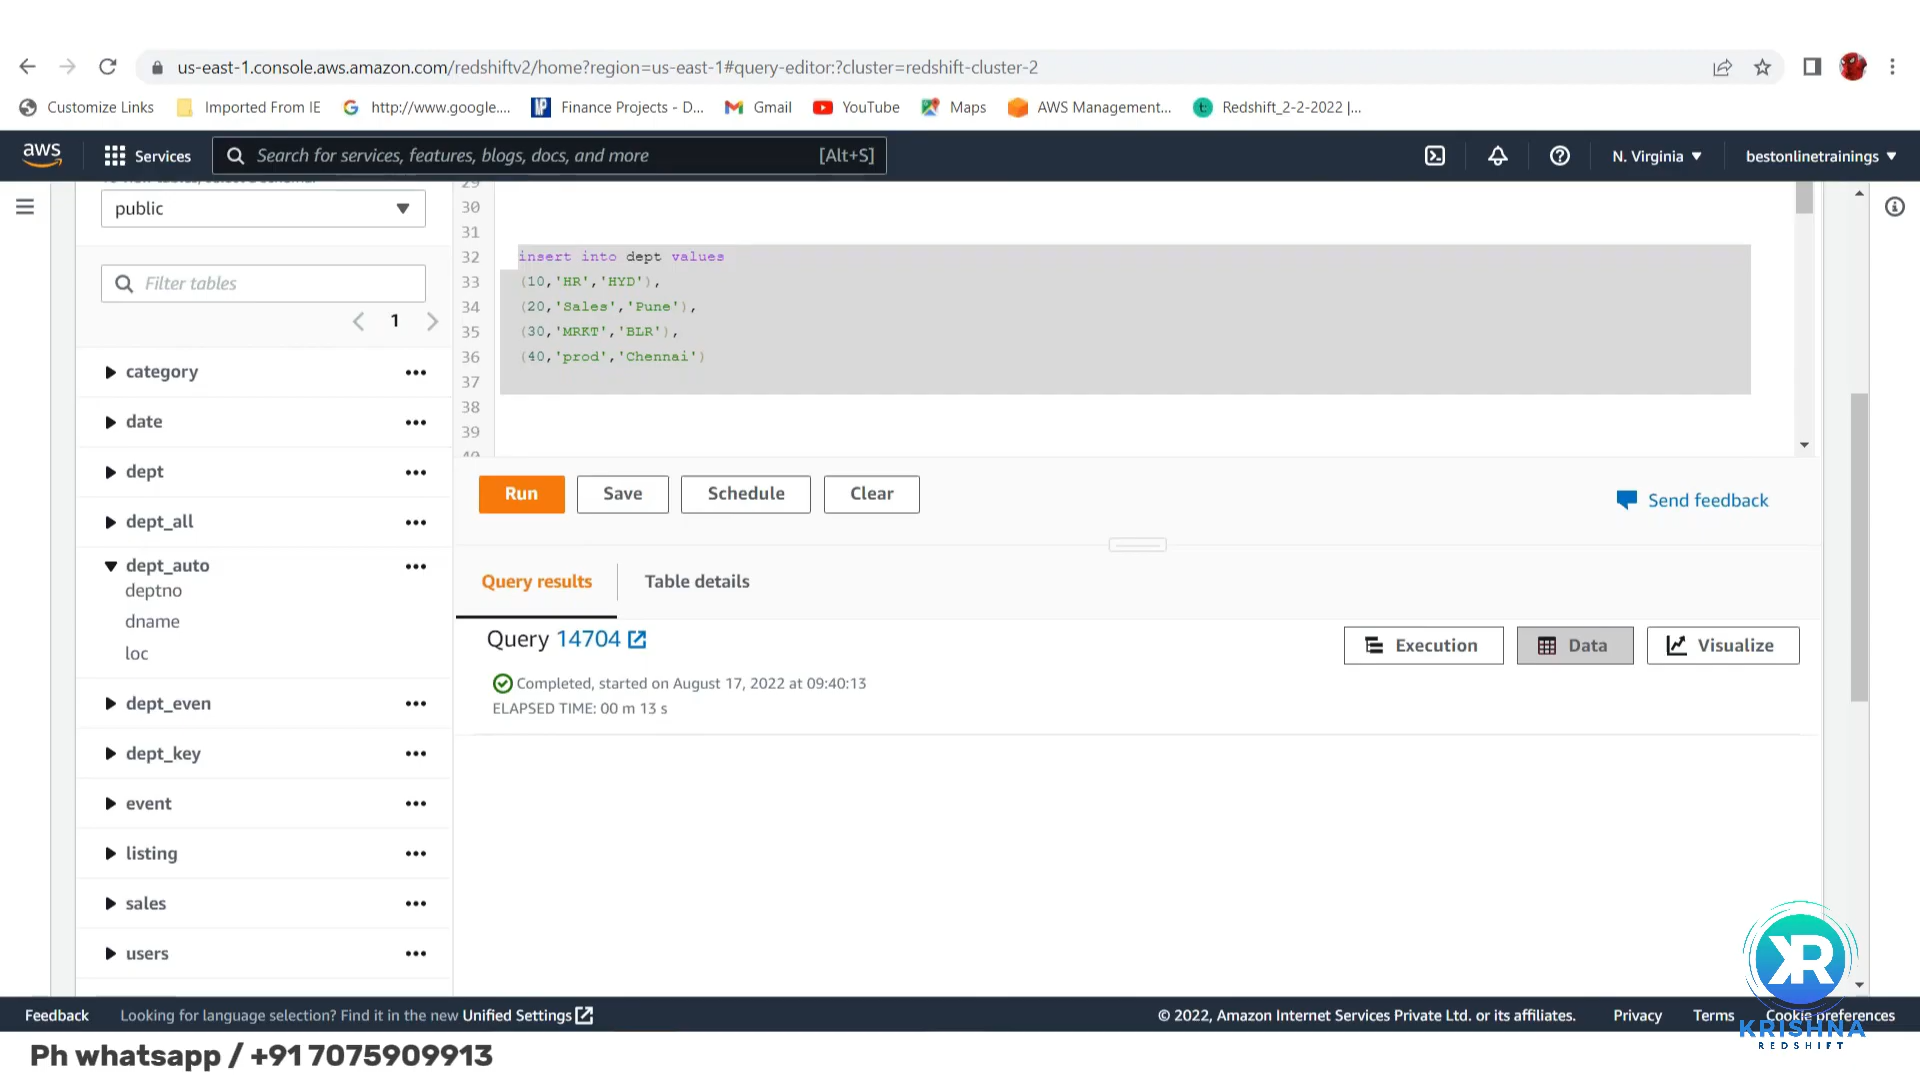 us-east-1.console.aws.amazon.com/redshiftv2/home?region=us-east-1#query-editor:?cluster=redshift-cluster-2
Customize Links
Imported From IE
http://www.google....
Finance Projects - D...
Gmail
YouTube
Maps
AWS Management...
Redshift_2-2-2022 |...
aws
Services
Search for services, features, blogs, docs, and more
[Alt+S]
N. Virginia
bestonlinetrainings
public
Filter tables
1
category
date
dept
dept_all
dept_auto
deptno
dname
loc
dept_even
dept_key
event
listing
sales
users
29
30
31
32 insert into dept values
33 (10,'HR','HYD'),
34 (20,'Sales','Pune'),
35 (30,'MRKT','BLR'),
36 (40,'prod','Chennai')
37
38
39
40
Run
Save
Schedule
Clear
Send feedback
Query results
Table details
Query 14704
Execution
Data
Visualize
Completed, started on August 17, 2022 at 09:40:13
ELAPSED TIME: 00 m 13 s
Feedback
Looking for language selection? Find it in the new Unified Settings
© 2022, Amazon Internet Services Private Ltd. or its affiliates.
Privacy
Terms
Cookie preferences
KR
KRISHNA
REDSHIFT
Ph whatsapp / +91 7075909913